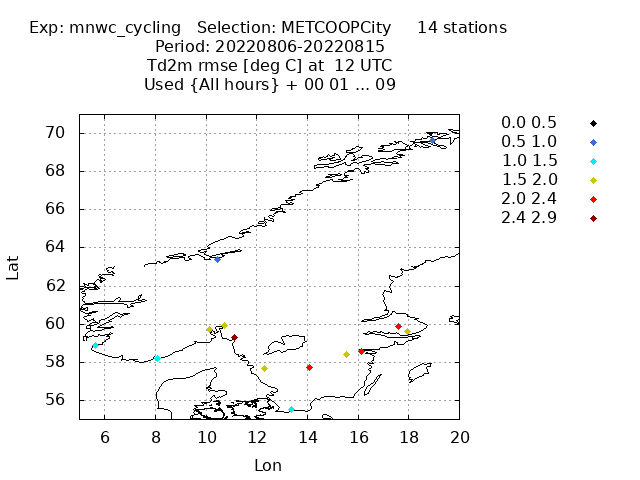 Exp: mnwc_cycling   Selection: METCOOPCity     14 stations
Period: 20220806-20220815
Td2m rmse [deg C] at  12 UTC
Used {All hours} + 00 01 ... 09
0.0 0.5
0.5 1.0
1.0 1.5
1.5 2.0
2.0 2.4
2.4 2.9
70
68
66
64
62
60
58
56
Lat
6 8 10 12 14 16 18 20
Lon